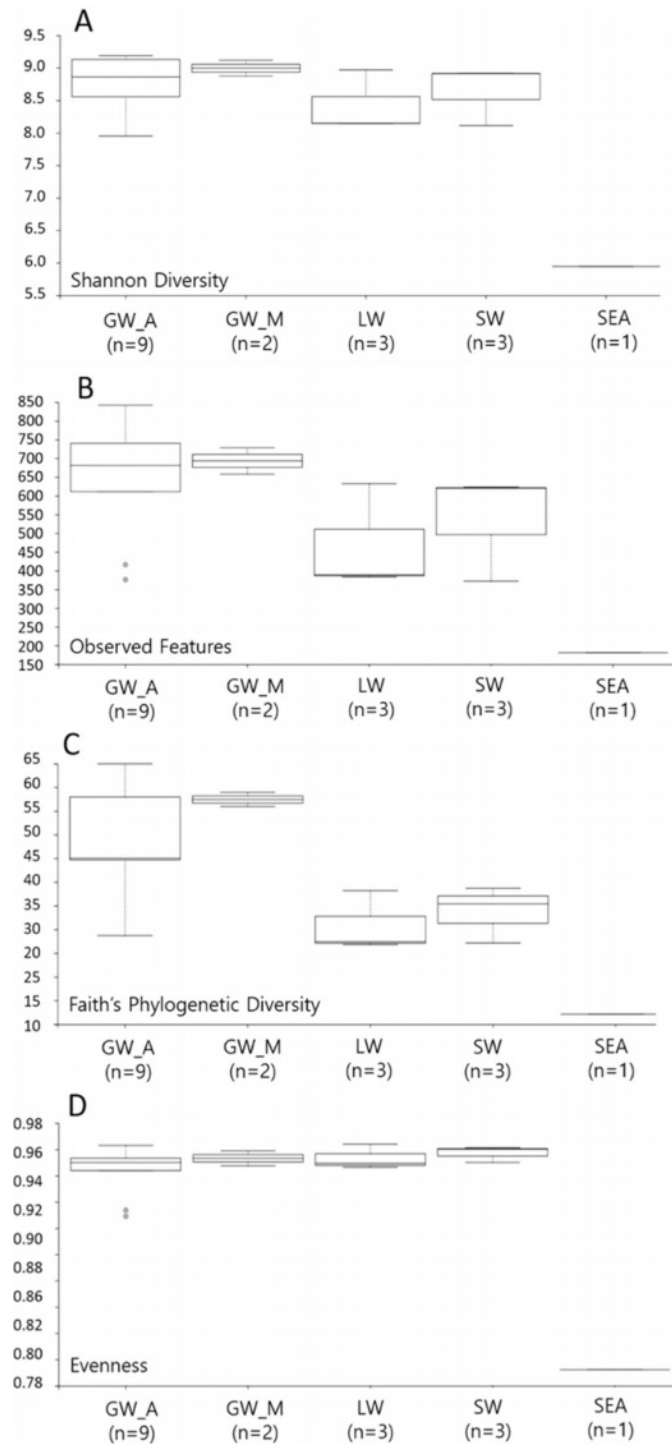 A
9.5
9.0
8.5
8.0
7.5
7.0
6.5
6.0
5.5
Shannon Diversity
GW_A GW_M LW SW SEA
(n=9) (n=2) (n=3) (n=3) (n=1)
B
850
800
750
700
650
600
550
500
450
400
350
300
500
200
150
Observed Features
GW_A GW_M LW SW SEA
(n=9) (n=2) (n=3) (n=3) (n=1)
C
65
60
55
50
45
40
35
30
20
25
15
10
Faith's Phylogenetic Diversity
GW_A GW_M LW SW SEA
(n=9) (n=2) (n=3) (n=3) (n=1)
D
0.98
0.96
0.94
0.92
0.90
0.80
0.86
0.82
0.80
0.78
Evenness
GW_A GW_M LW SW SEA
(n=9) (n=2) (n=3) (n=3) (n=1)